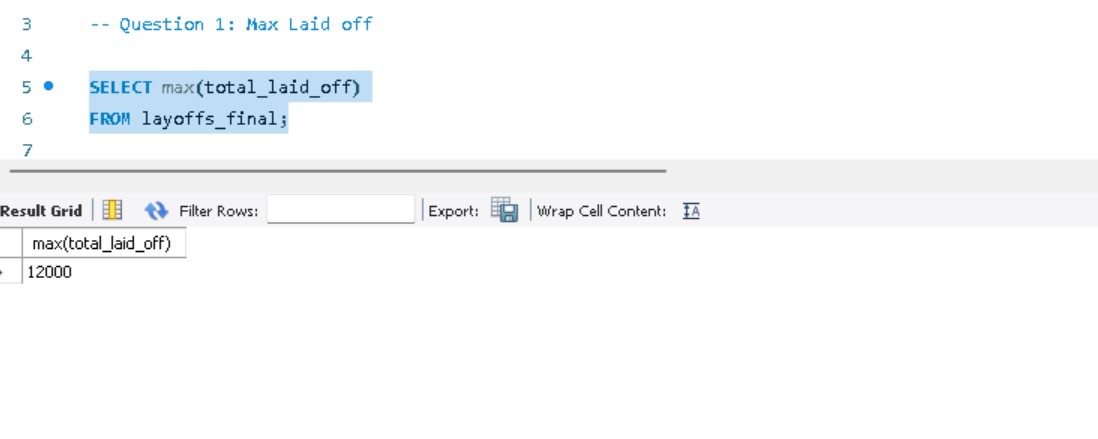 3 -- Question 1: Max Laid off
4
5 SELECT max(total_laid_off)
6 FROM layoffs_final;
7
Result Grid Filter Rows: Export: Wrap Cell Content: IA
max(total_laid_off)
12000